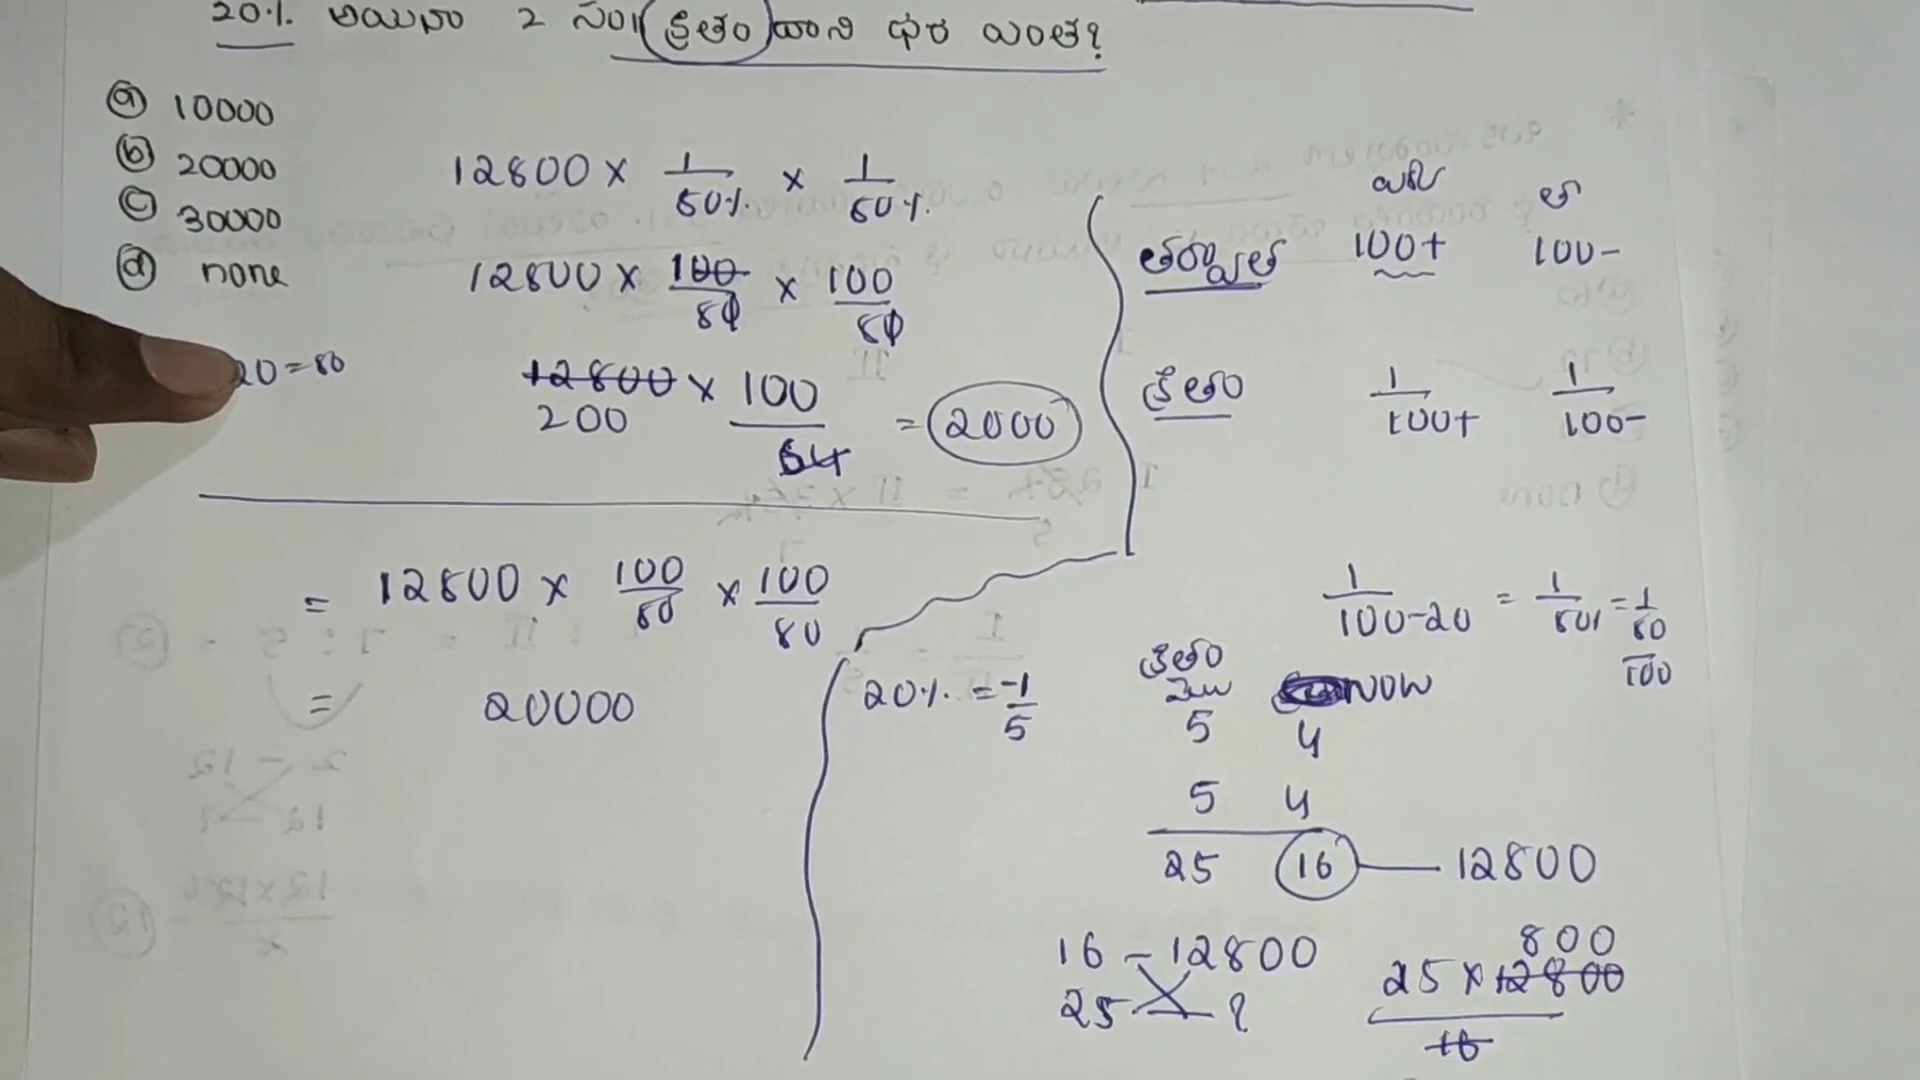 20%. అయిన 2 సం॥ క్రితం దాని ధర ఎంత?
ⓐ 10000
ⓑ 20000
ⓒ 30000
ⓓ none
20=80
12800 × 1/80%. × 1/80%.
12800 × 100/80 × 100/80
12800 × 100/64 = 2000
200
= 12800 × 100/80 × 100/80
= 20000
100+ 100-
తర్వాత
క్రితం 1/100+ 1/100-
1/100-20 = 1/80% = 1/80/100
20%. = -1/5
క్రితం now
5 4
5 4
25 16 — 12800
16 - 12800
25 - ?
800
25 × 12800
16